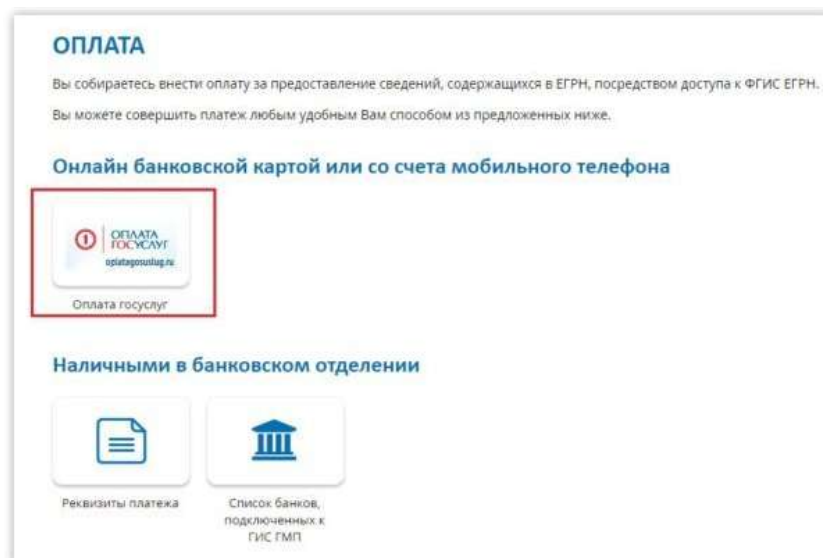 ОПЛАТА
Вы собираетесь внести оплату за предоставление сведений, содержащихся в ЕГРН, посредством доступа к ФГИС ЕГРН.
Вы можете совершить платеж любым удобным Вам способом из предложенных ниже.
Онлайн банковской картой или со счета мобильного телефона
ОПЛАТА
ГОСУСЛУГ
oplatagosuslug.ru
Оплата госуслуг
Наличными в банковском отделении
Реквизиты платежа
Список банков,
подключенных к
ГИС ГМП